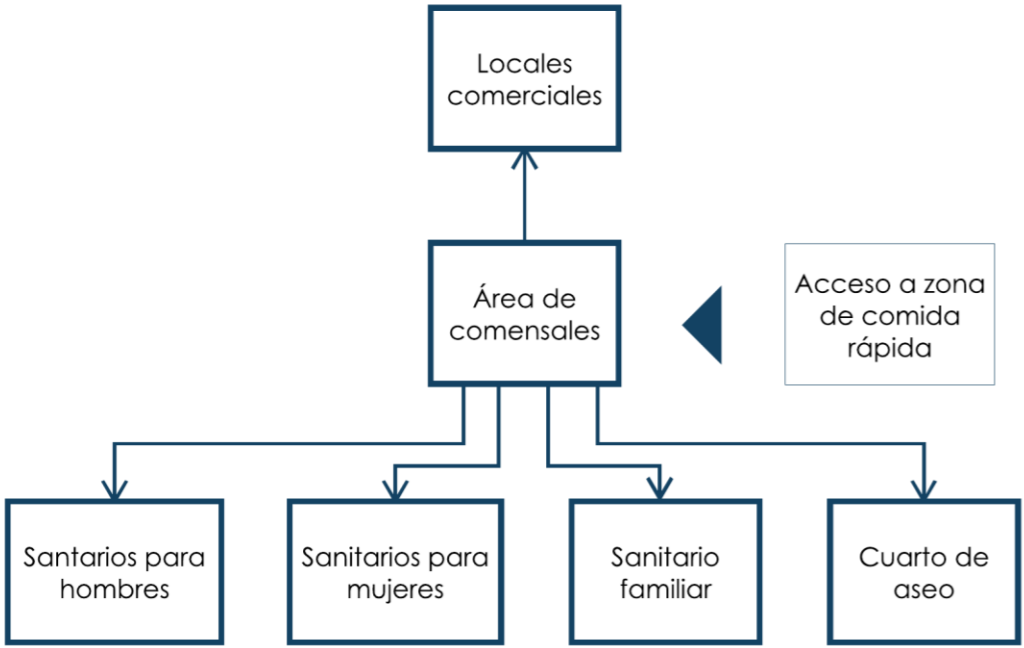 Locales
comerciales
Área de
comensales
Acceso a zona
de comida
rápida
Santarios para
hombres
Sanitarios para
mujeres
Sanitario
familiar
Cuarto de
aseo